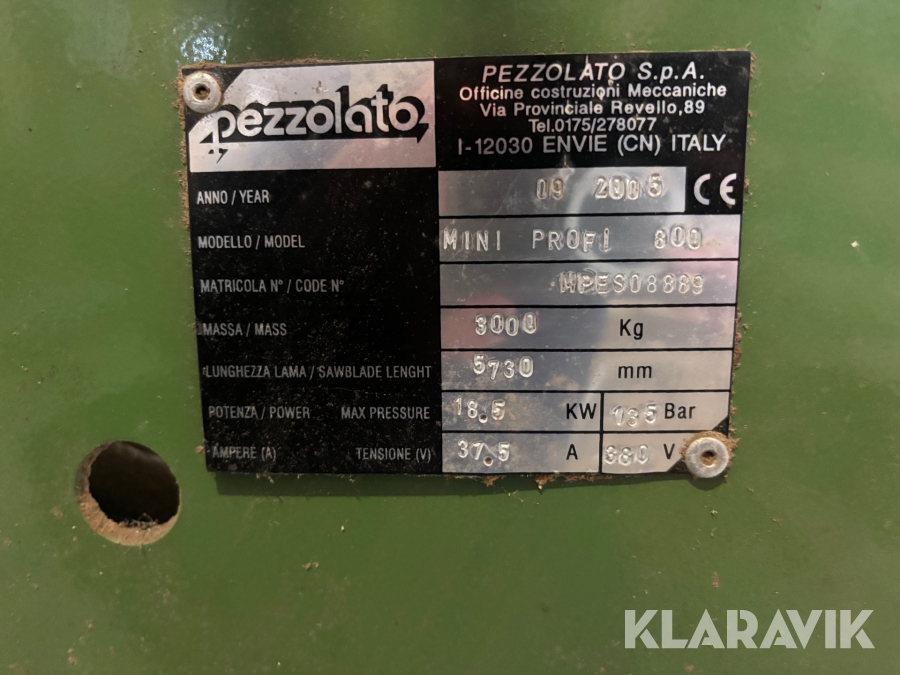 pezzolato
PEZZOLATO S.p.A.
Officine costruzioni Meccaniche
Via Provinciale Revello,89
Tel.0175/278077
I-12030 ENVIE (CN) ITALY
ANNO / YEAR 09 2005 CE
MODELLO / MODEL MINI PROFI 800
MATRICOLA N° / CODE N° MPES08889
MASSA / MASS 3000 Kg
LUNGHEZZA LAMA / SAWBLADE LENGHT 5730 mm
POTENZA / POWER MAX PRESSURE 18.5 KW 185 Bar
AMPERE (A) TENSIONE (V) 37.5 A 380 V
KLARAVIK